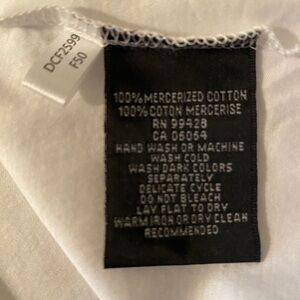 DCF2599
F50
100% MERCERIZED COTTON
100% COTON MERCERISE
RN 99428
CA 05054
HAND WASH OR MACHINE
WASH COLD
WASH DARK COLORS
SEPARATELY
DELICATE CYCLE
DO NOT BLEACH
LAY FLAT TO DRY
WARM IRON OR DRY CLEAN
RECOMMENDED